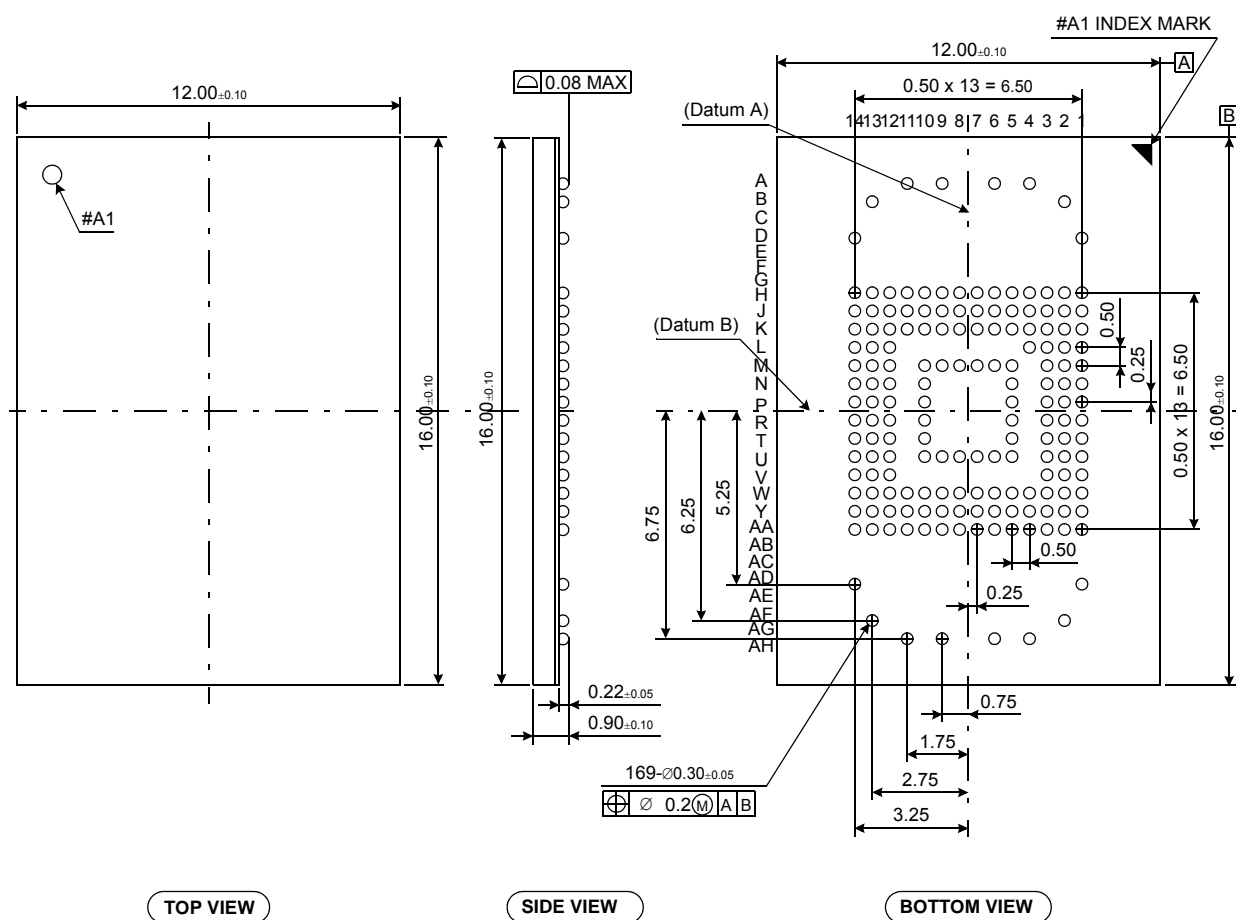 #A1 INDEX MARK
12.00±0.10
A
0.08 MAX
0.50 x 13 = 6.50
12.00±0.10
(Datum A)
B
14 13 12 11 10 9 8 7 6 5 4 3 2 1
#A1
A
B
C
D
E
F
G
H
J
K
L
M
N
P
R
T
U
V
W
Y
AA
AB
AC
AD
AE
AF
AG
AH
(Datum B)
0.50
0.25
0.50 x 13 = 6.50
16.00±0.10
16.00±0.10
16.00±0.10
5.25
6.25
6.75
0.50
0.25
0.22±0.05
0.90±0.10
0.75
1.75
2.75
3.25
169-∅0.30±0.05
∅ 0.2 Ⓜ A B
TOP VIEW
SIDE VIEW
BOTTOM VIEW